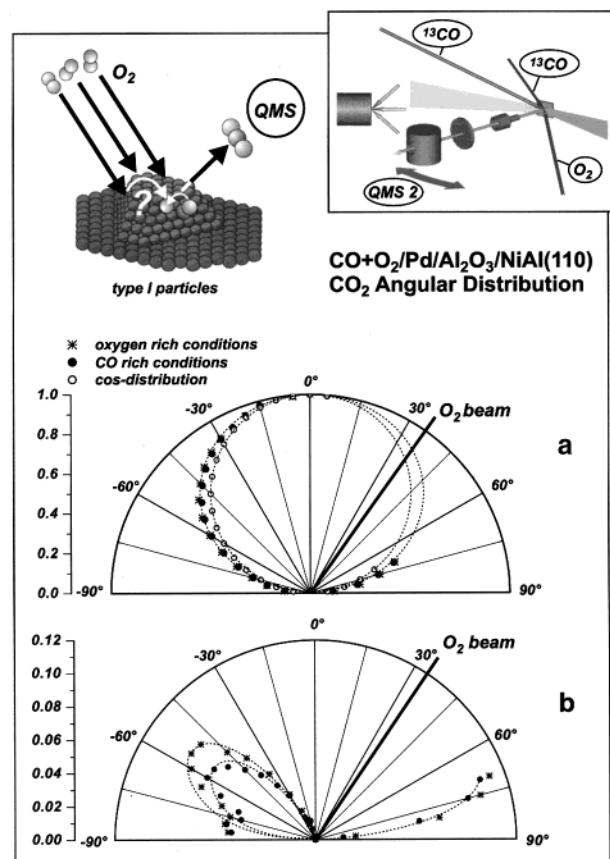 O2
QMS
?
type I particles
13CO
13CO
O2
QMS 2
CO+O2/Pd/Al2O3/NiAl(110)
CO2 Angular Distribution
oxygen rich conditions
CO rich conditions
cos-distribution
0°
-30°
30°
O2 beam
a
-60°
60°
-90°
90°
1.0
0.8
0.6
0.4
0.2
0.0
0°
-30°
30°
O2 beam
b
-60°
60°
-90°
90°
0.12
0.10
0.08
0.06
0.04
0.02
0.00